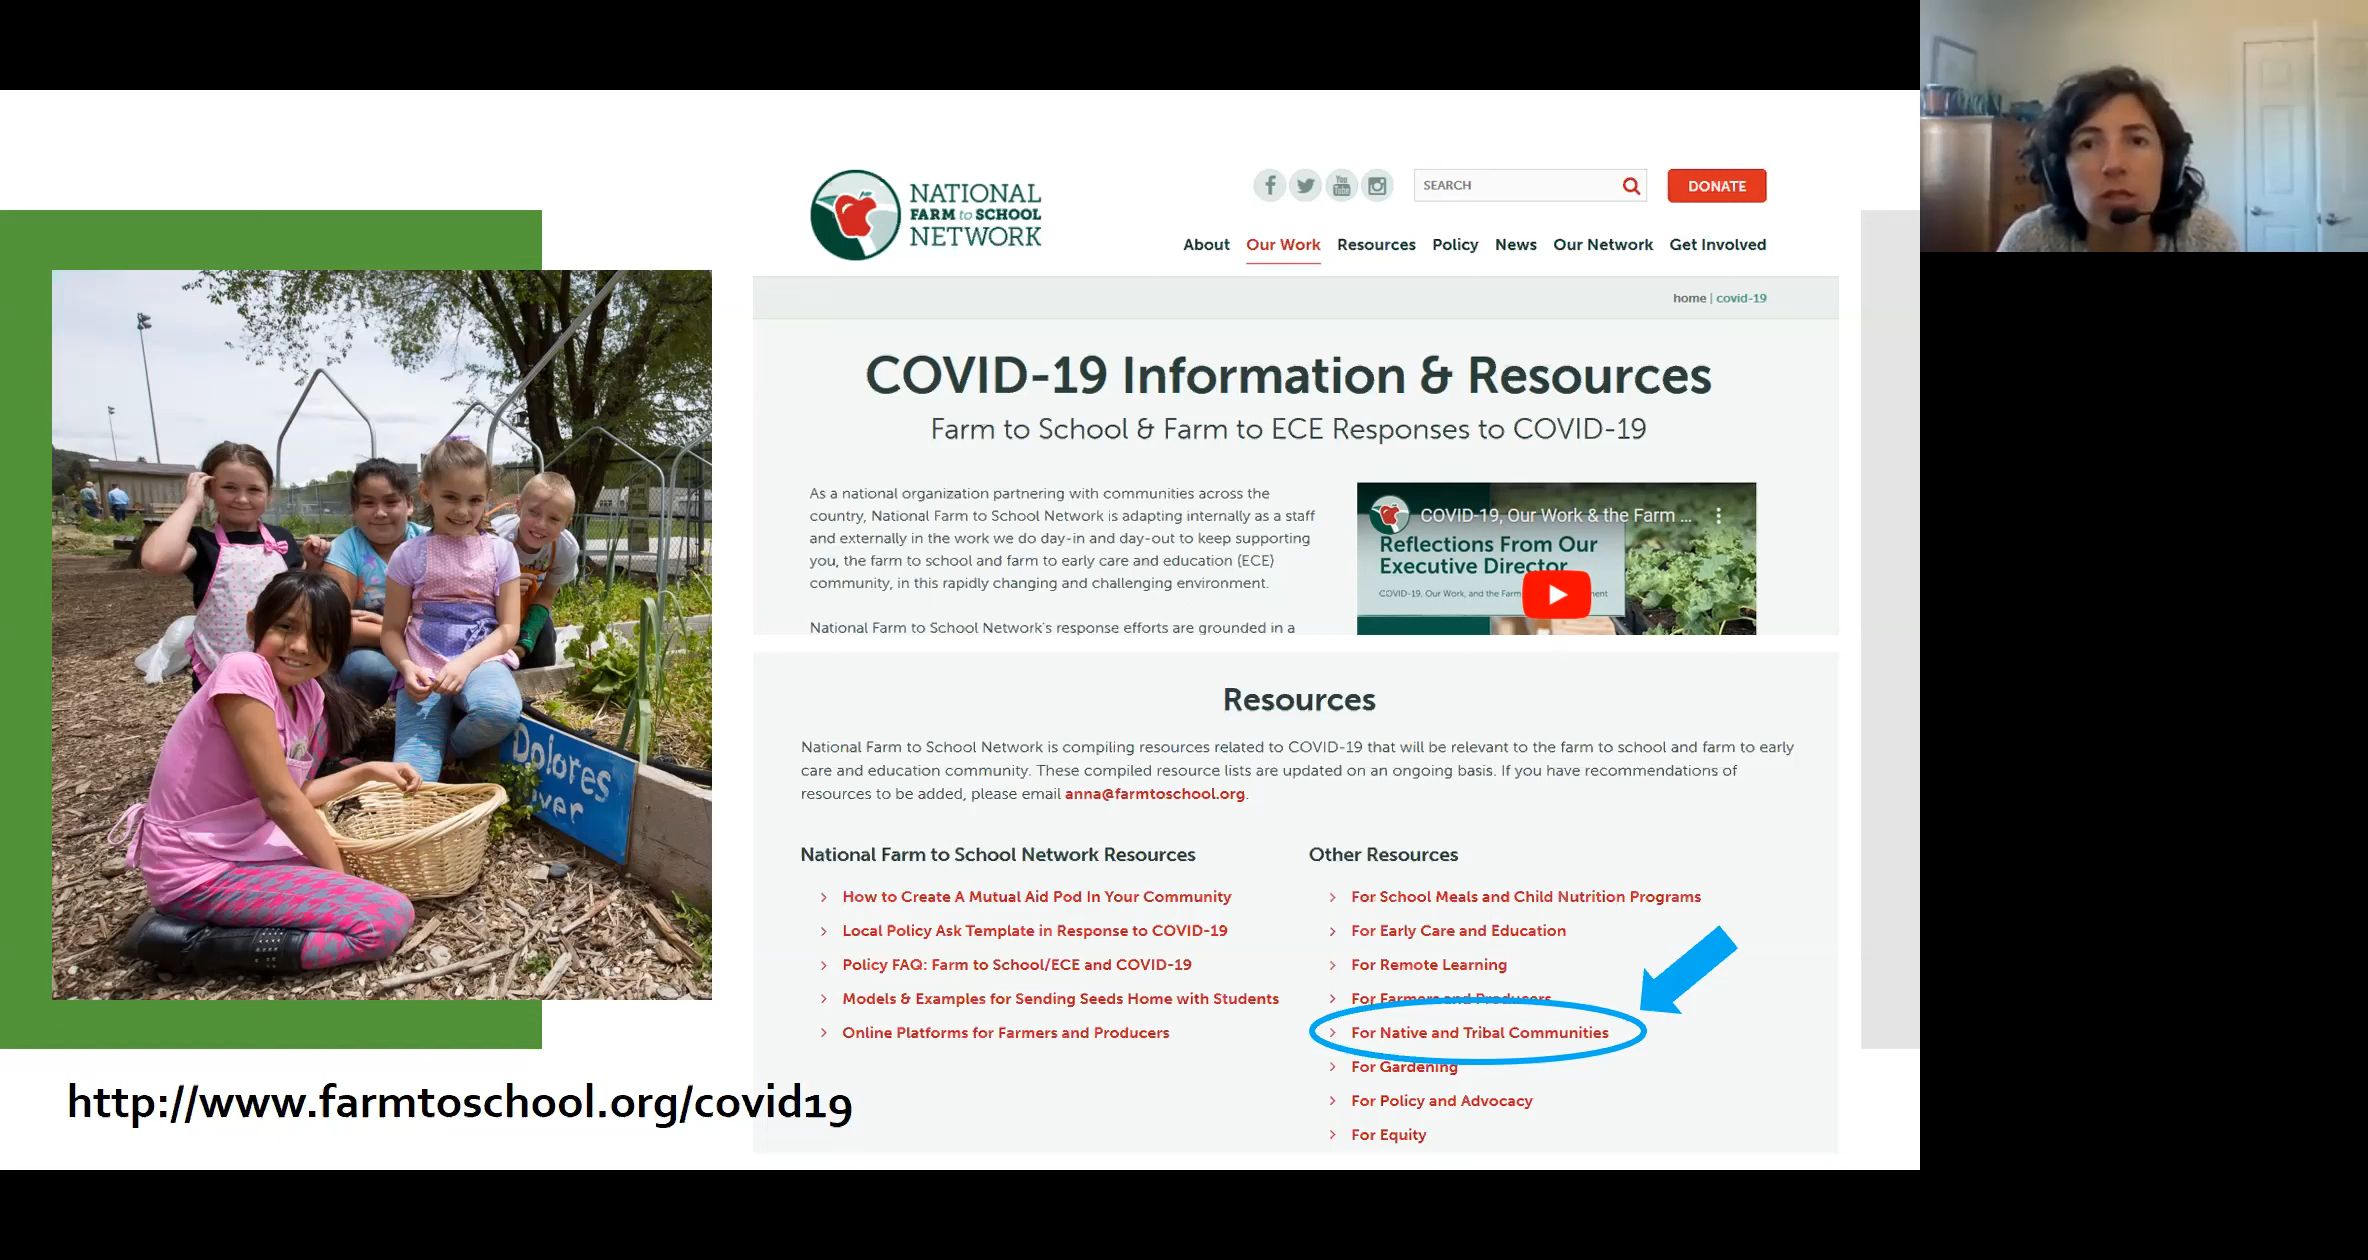 NATIONAL
FARM to SCHOOL
NETWORK
f
You
Tube
SEARCH
DONATE
About Our Work Resources Policy News Our Network Get Involved
home | covid-19
COVID-19 Information & Resources
Farm to School & Farm to ECE Responses to COVID-19
As a national organization partnering with communities across the
country, National Farm to School Network is adapting internally as a staff
and externally in the work we do day-in and day-out to keep supporting
you, the farm to school and farm to early care and education (ECE)
community, in this rapidly changing and challenging environment.
National Farm to School Network's response efforts are grounded in a
COVID-19, Our Work & the Farm ...
Reflections From Our
Executive Director
COVID-19, Our Work, and the Farm
Dolores
Resources
National Farm to School Network is compiling resources related to COVID-19 that will be relevant to the farm to school and farm to early
care and education community. These compiled resource lists are updated on an ongoing basis. If you have recommendations of
resources to be added, please email anna@farmtoschool.org.
National Farm to School Network Resources
How to Create A Mutual Aid Pod In Your Community
Local Policy Ask Template in Response to COVID-19
Policy FAQ: Farm to School/ECE and COVID-19
Models & Examples for Sending Seeds Home with Students
Online Platforms for Farmers and Producers
Other Resources
For School Meals and Child Nutrition Programs
For Early Care and Education
For Remote Learning
For Farmers and Producers
For Native and Tribal Communities
For Gardening
For Policy and Advocacy
For Equity
http://www.farmtoschool.org/covid19